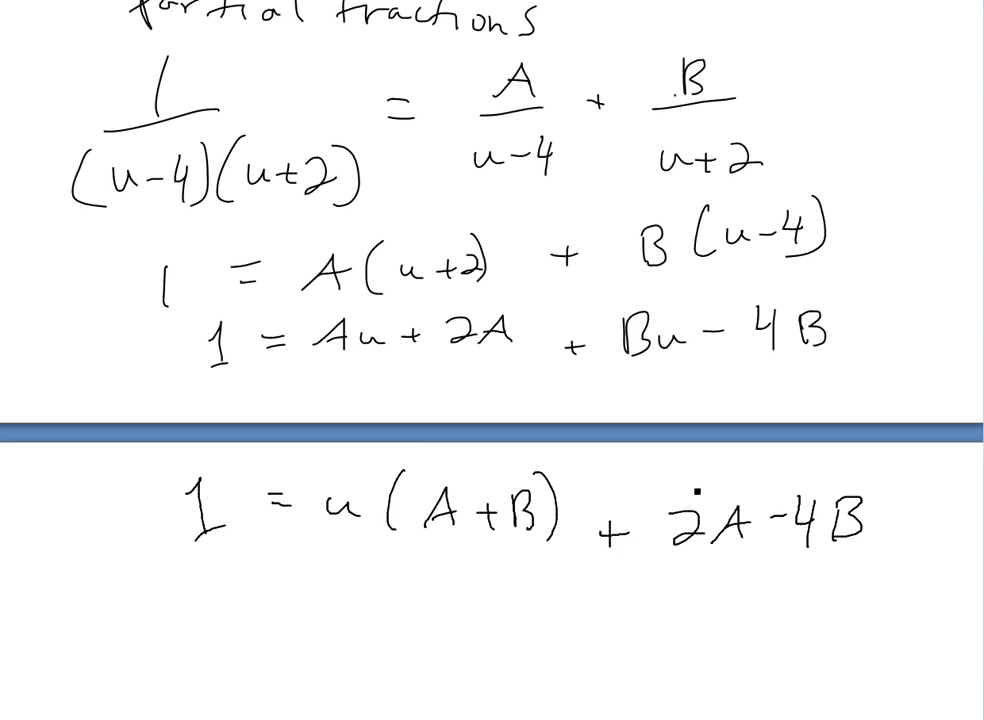 partial fractions
1/((u-4)(u+2)) = A/(u-4) + B/(u+2)
1 = A(u+2) + B(u-4)
1 = Au + 2A + Bu - 4B
1 = u(A+B) + 2A-4B